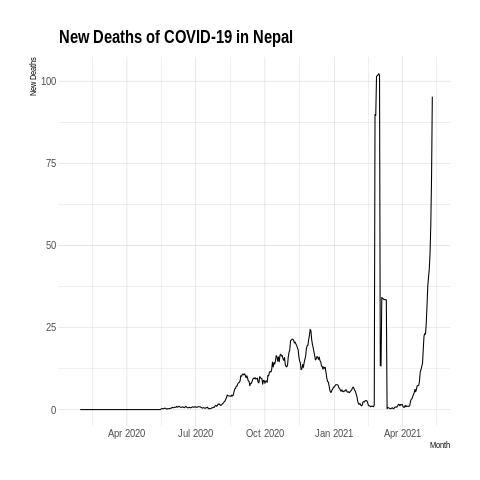 New Deaths of COVID-19 in Nepal
New Deaths
100
75
50
25
0
Apr 2020 Jul 2020 Oct 2020 Jan 2021 Apr 2021
Month